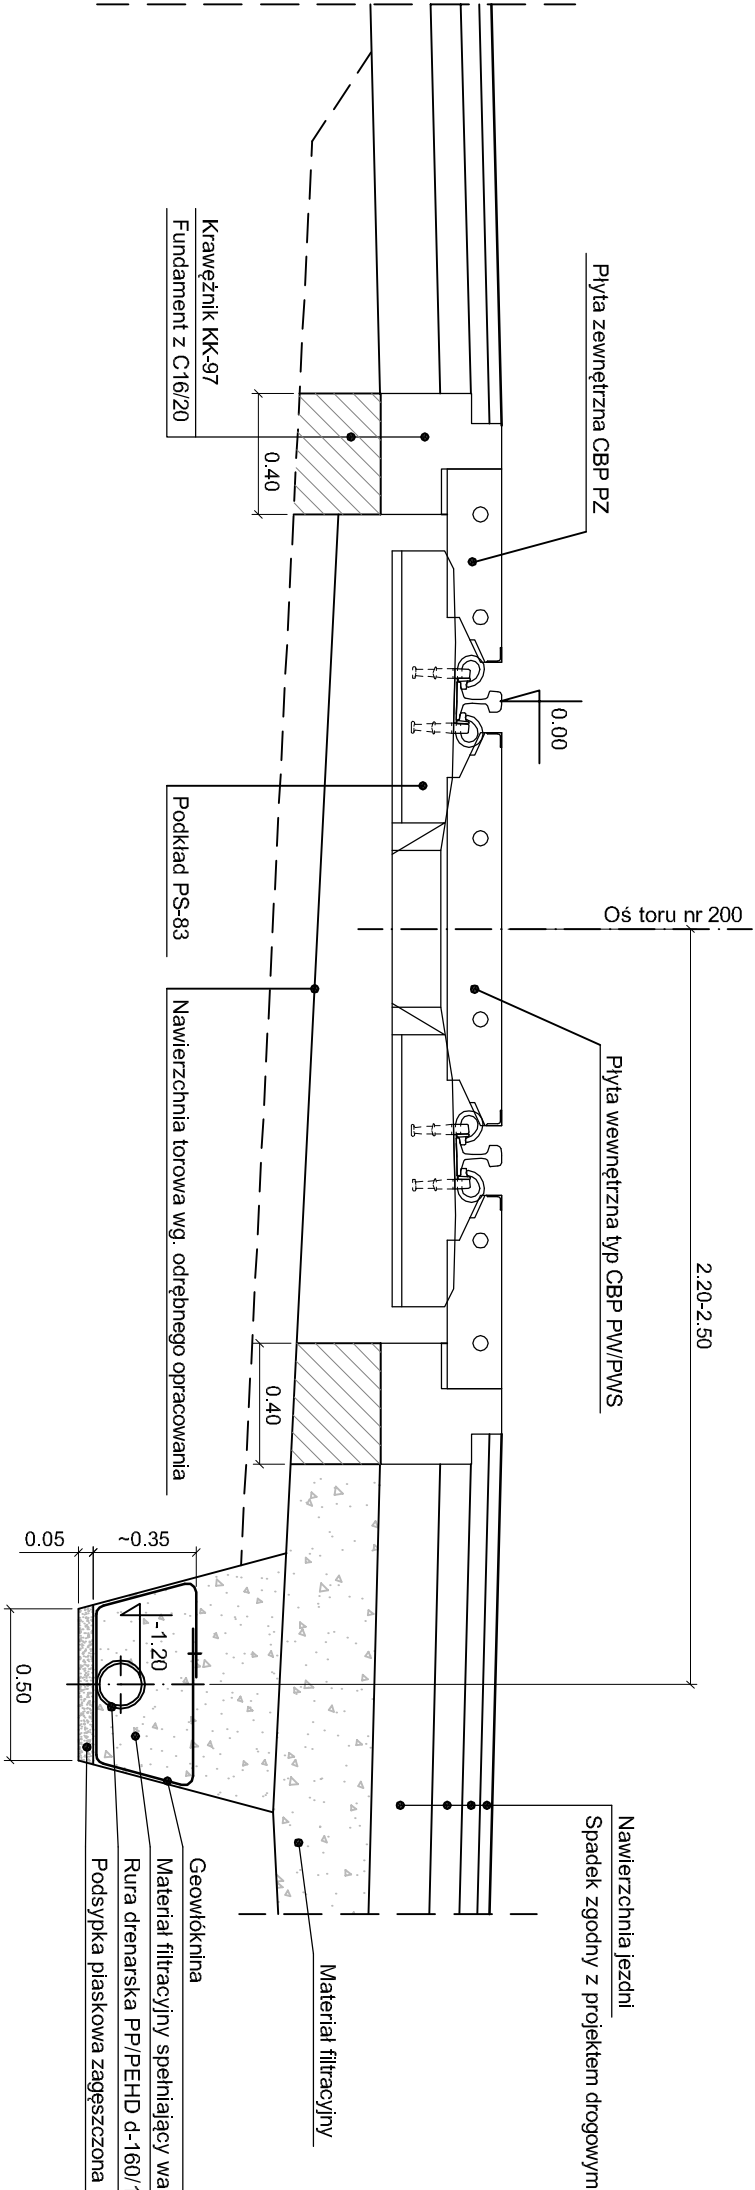 Płyta zewnętrzna CBP PZ
Krawężnik KK-97
Fundament z C16/20
0.40
0.00
Podkład PS-83
Oś toru nr 200
Płyta wewnętrzna typ CBP PW/PWS
Nawierzchnia torowa wg. odrębnego opracowania
2.20-2.50
0.40
0.05
~0.35
-1.20
0.50
Nawierzchnia jezdni
Spadek zgodny z projektem drogowym
Materiał filtracyjny
Geowłóknina
Materiał filtracyjny spełniający wa
Rura drenarska PP/PEHD d-160/
Podsypka piaskowa zagęszczona